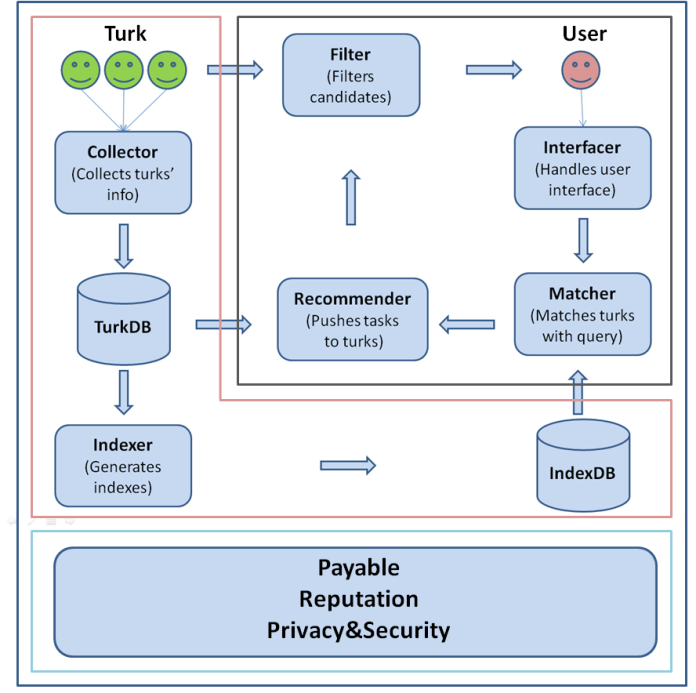 Turk
Filter
(Filters
candidates)
User
Collector
(Collects turks'
info)
Interfacer
(Handles user
interface)
TurkDB
Recommender
(Pushes tasks
to turks)
Matcher
(Matches turks
with query)
Indexer
(Generates
indexes)
IndexDB
Payable
Reputation
Privacy&Security